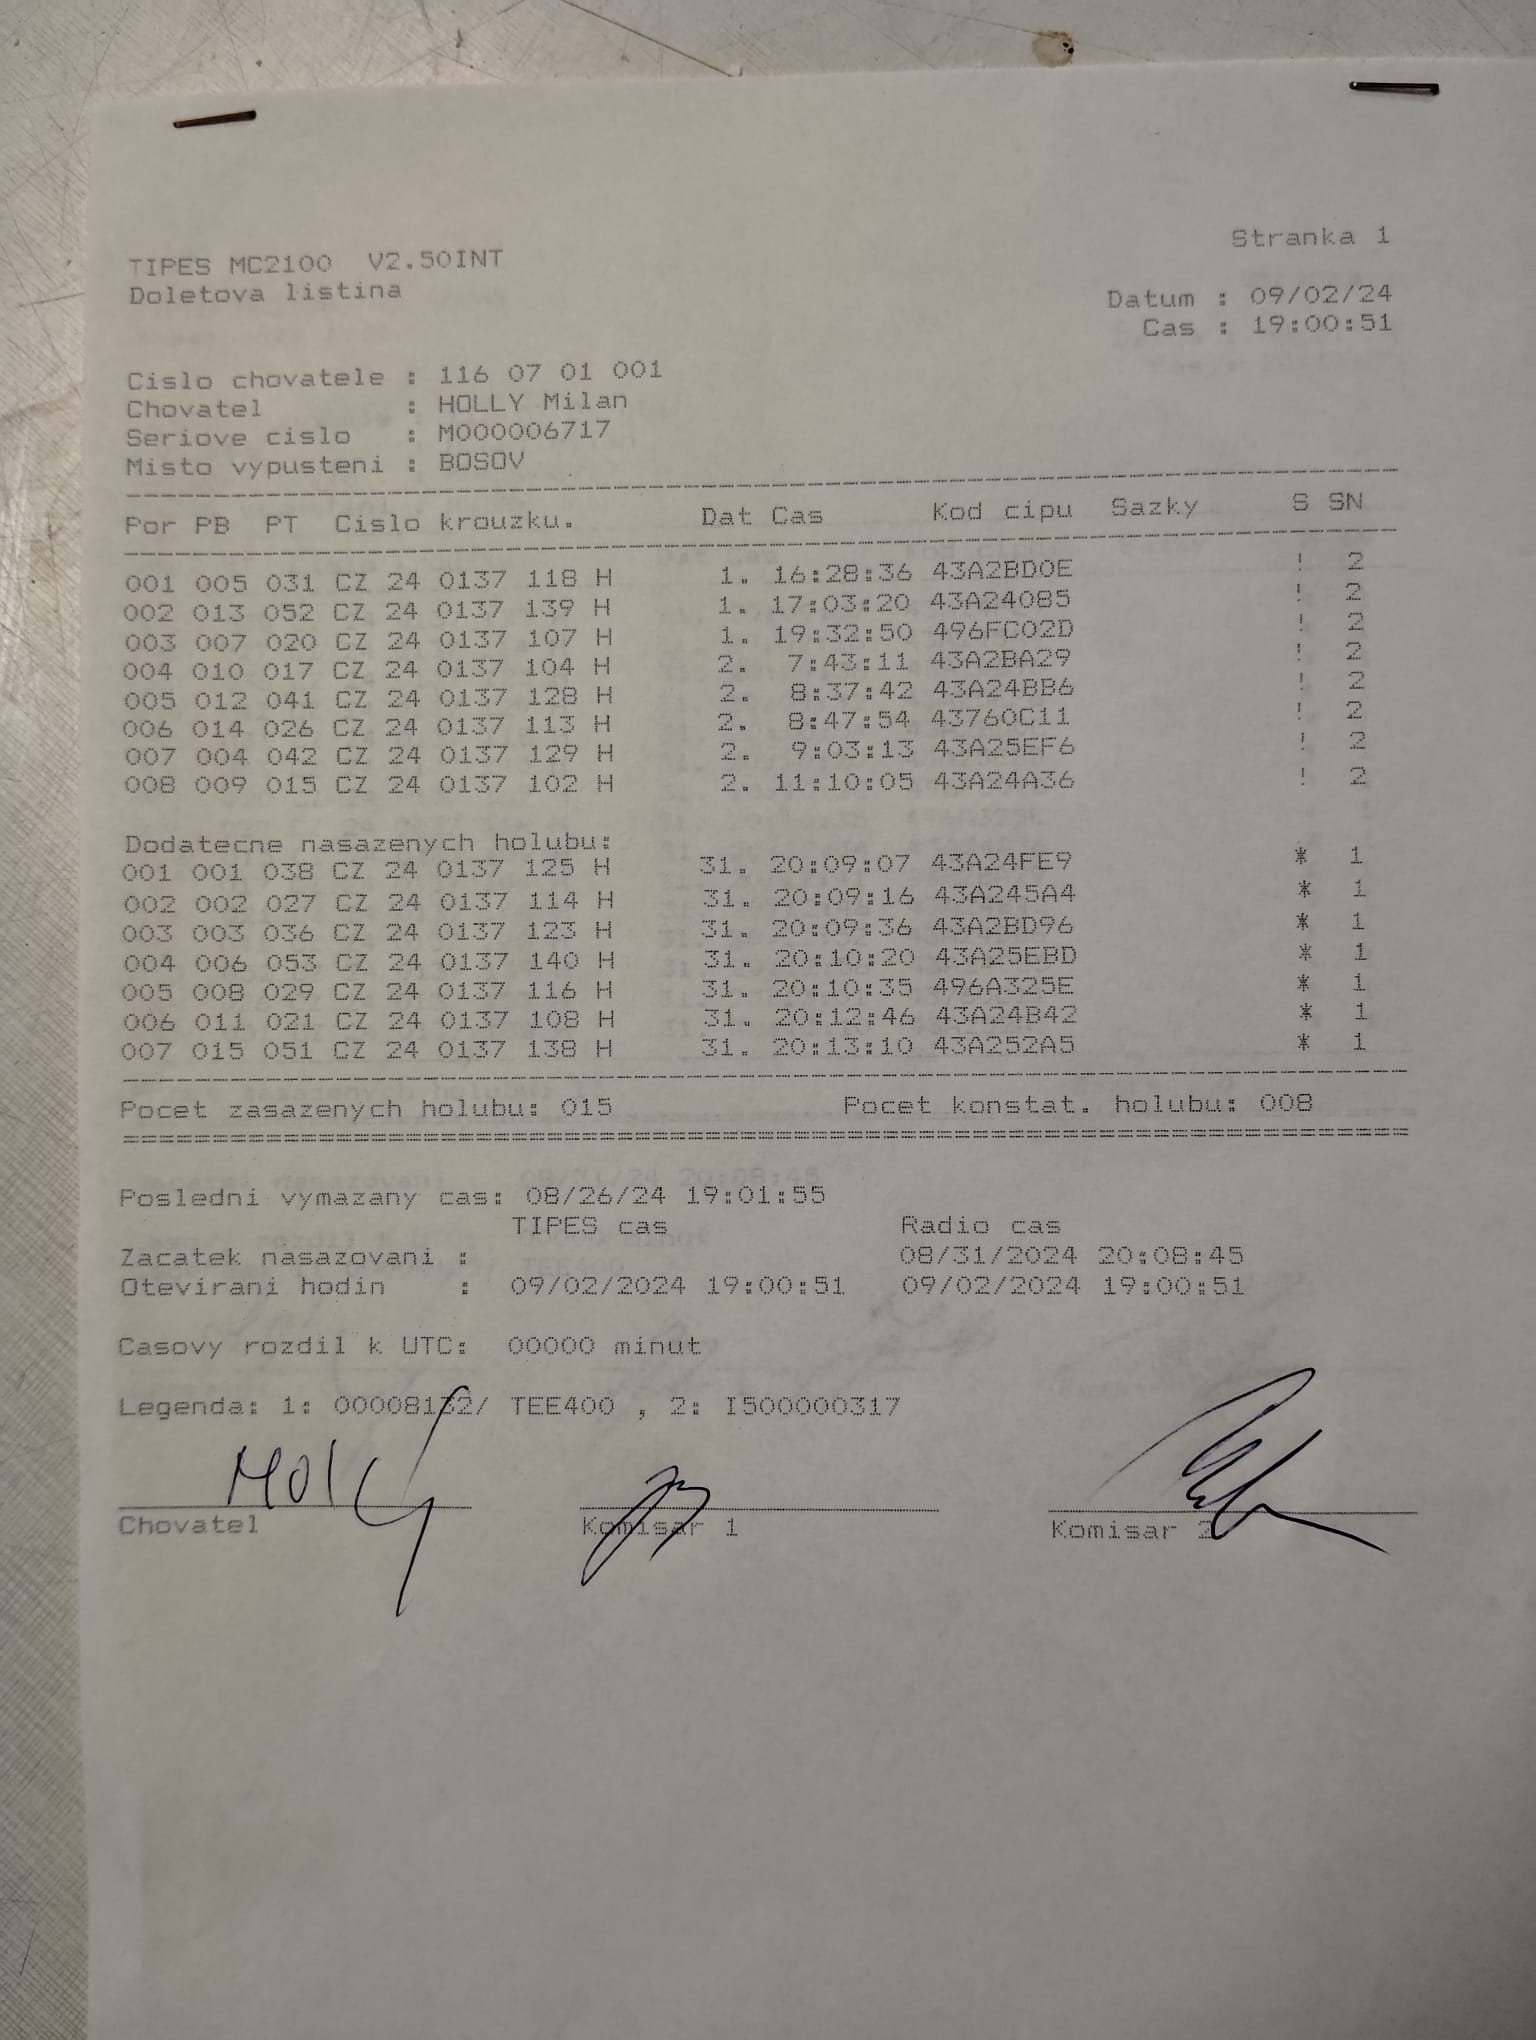 Stranka 1
TIPES MC2100 V2.50INT
Doletova listina
Datum : 09/02/24
Cas : 19:00:51
Cislo chovatele : 116 07 01 001
Chovatel : HOLLY Milan
Seriove cislo : M000006717
Misto vypusteni : BOSOV
Por PB PT Cislo krouzku. Dat Cas Kod cipu Sazky S SN
001 005 031 CZ 24 0137 118 H 1. 16:28:36 43A2BD0E ! 2
002 013 052 CZ 24 0137 139 H 1. 17:03:20 43A24085 ! 2
003 007 020 CZ 24 0137 107 H 1. 19:32:50 496FC02D ! 2
004 010 017 CZ 24 0137 104 H 2. 7:43:11 43A2BA29 ! 2
005 012 041 CZ 24 0137 128 H 2. 8:37:42 43A24BB6 ! 2
006 014 026 CZ 24 0137 113 H 2. 8:47:54 43760C11 ! 2
007 004 042 CZ 24 0137 129 H 2. 9:03:13 43A25EF6 ! 2
008 009 015 CZ 24 0137 102 H 2. 11:10:05 43A24A36 ! 2
Dodatecne nasazenych holubu:
001 001 038 CZ 24 0137 125 H 31. 20:09:07 43A24FE9 * 1
002 002 027 CZ 24 0137 114 H 31. 20:09:16 43A245A4 * 1
003 003 036 CZ 24 0137 123 H 31. 20:09:36 43A2BD96 * 1
004 006 053 CZ 24 0137 140 H 31. 20:10:20 43A25EBD * 1
005 008 029 CZ 24 0137 116 H 31. 20:10:35 496A325E * 1
006 011 021 CZ 24 0137 108 H 31. 20:12:46 43A24B42 * 1
007 015 051 CZ 24 0137 138 H 31. 20:13:10 43A252A5 * 1
Pocet zasazenych holubu: 015 Pocet konstat. holubu: 008
Posledni vymazany cas: 08/26/24 19:01:55
TIPES cas Radio cas
Zacatek nasazovani : 08/31/2024 20:08:45
Otevirani hodin : 09/02/2024 19:00:51 09/02/2024 19:00:51
Casovy rozdil k UTC: 00000 minut
Legenda: 1: 00008132/ TEE400 , 2: I500000317
Chovatel Komisar 1 Komisar 2